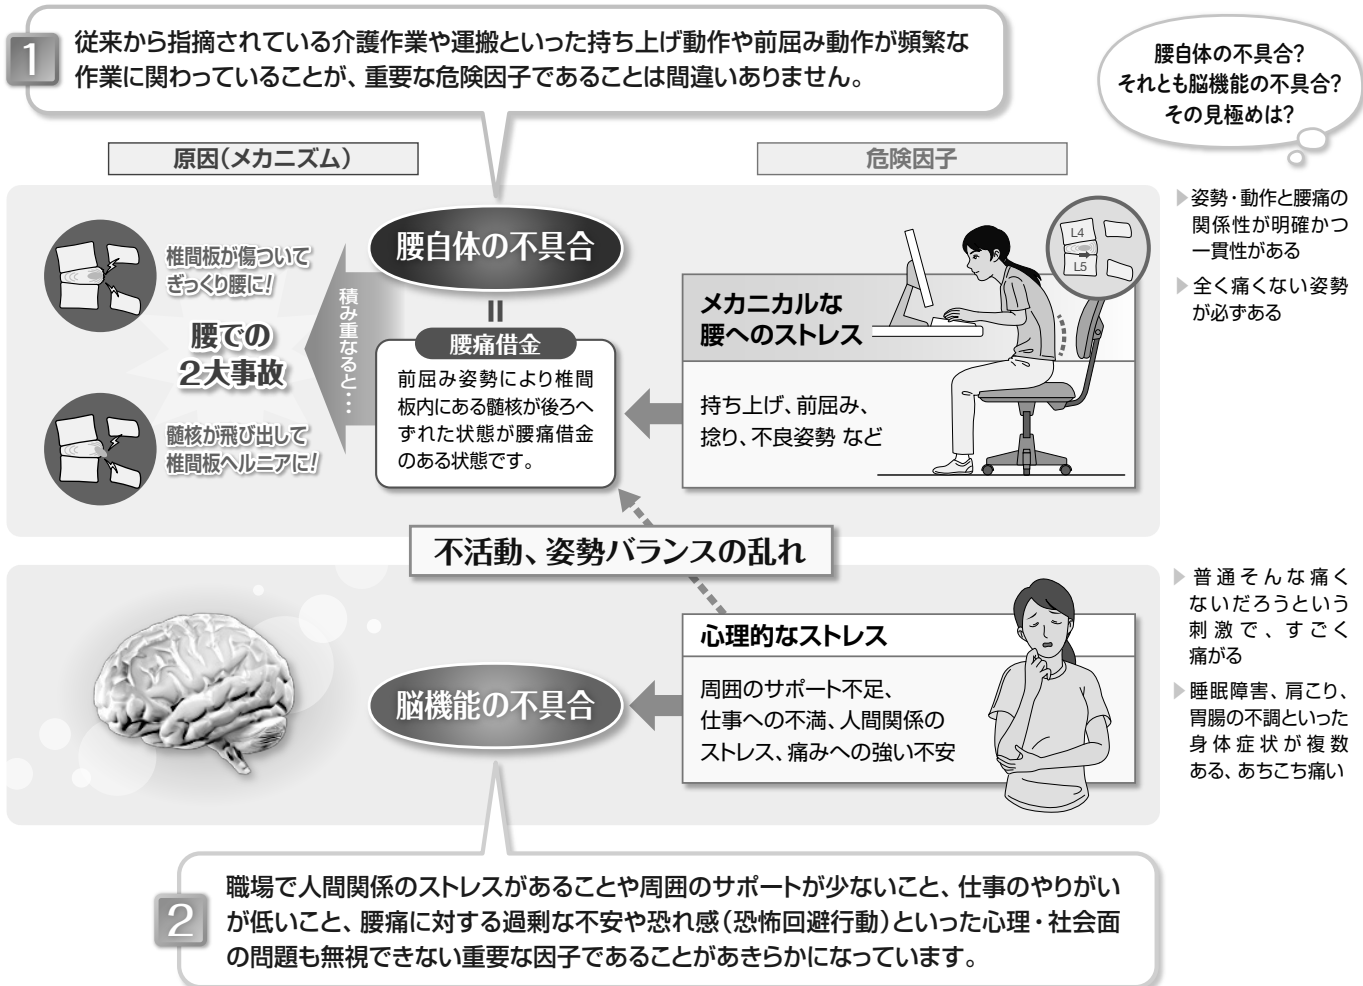 1
従来から指摘されている介護作業や運搬といった持ち上げ動作や前屈み動作が頻繁な
作業に関わっていることが、重要な危険因子であることは間違いありません。
腰自体の不具合?
それとも脳機能の不具合?
その見極めは?
原因(メカニズム)
危険因子
椎間板が傷ついて
ぎっくり腰に!
腰での
2大事故
髄核が飛び出して
椎間板ヘルニアに!
積み重なると・・・
腰自体の不具合
=
腰痛借金
前屈み姿勢により椎間
板内にある髄核が後ろへ
ずれた状態が腰痛借金
のある状態です。
メカニカルな
腰へのストレス
持ち上げ、前屈み、
捻り、不良姿勢 など
L4
L5
▶姿勢・動作と腰痛の
関係性が明確かつ
一貫性がある
▶全く痛くない姿勢
が必ずある
不活動、姿勢バランスの乱れ
脳機能の不具合
心理的なストレス
周囲のサポート不足、
仕事への不満、人間関係の
ストレス、痛みへの強い不安
▶普通そんな痛く
ないだろうという
刺激で、すごく
痛がる
▶睡眠障害、肩こり、
胃腸の不調といった
身体症状が複数
ある、あちこち痛い
2
職場で人間関係のストレスがあることや周囲のサポートが少ないこと、仕事のやりがい
が低いこと、腰痛に対する過剰な不安や恐れ感(恐怖回避行動)といった心理・社会面
の問題も無視できない重要な因子であることがあきらかになっています。